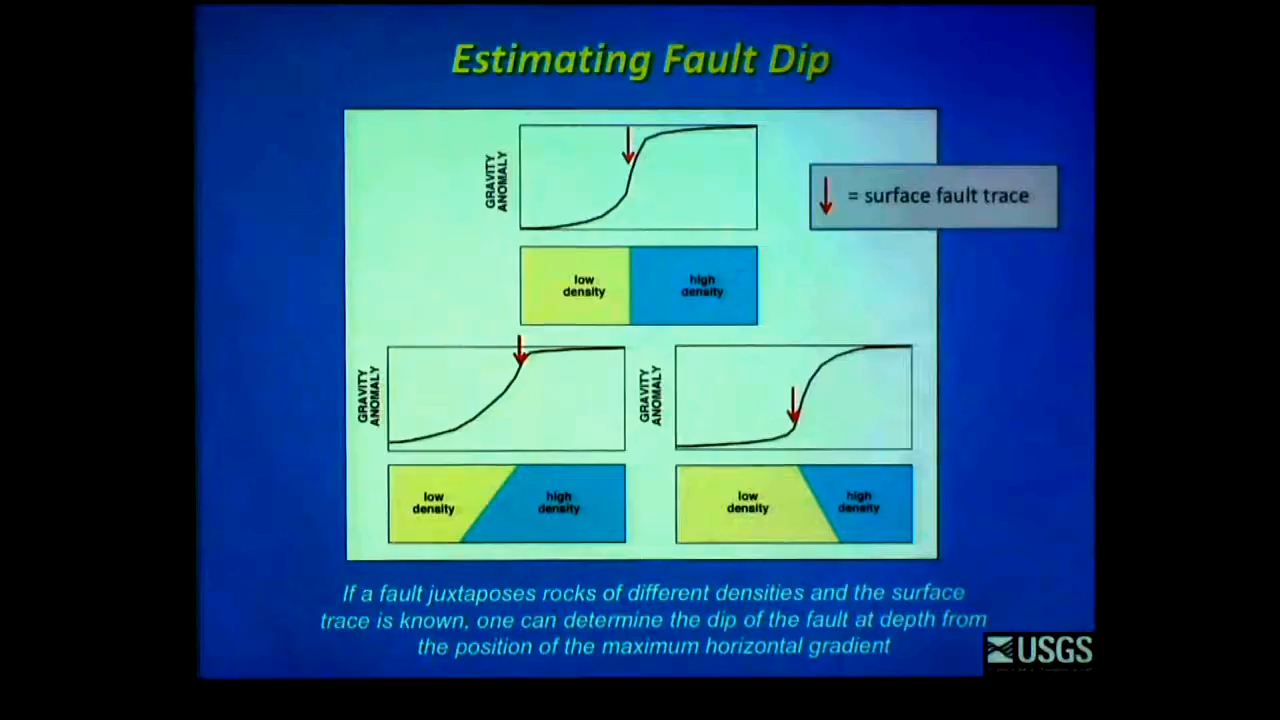 Estimating Fault Dip
GRAVITY
ANOMALY
= surface fault trace
low
density
high
density
GRAVITY
ANOMALY
GRAVITY
ANOMALY
low
density
high
density
low
density
high
density
If a fault juxtaposes rocks of different densities and the surface
trace is known, one can determine the dip of the fault at depth from
the position of the maximum horizontal gradient
USGS